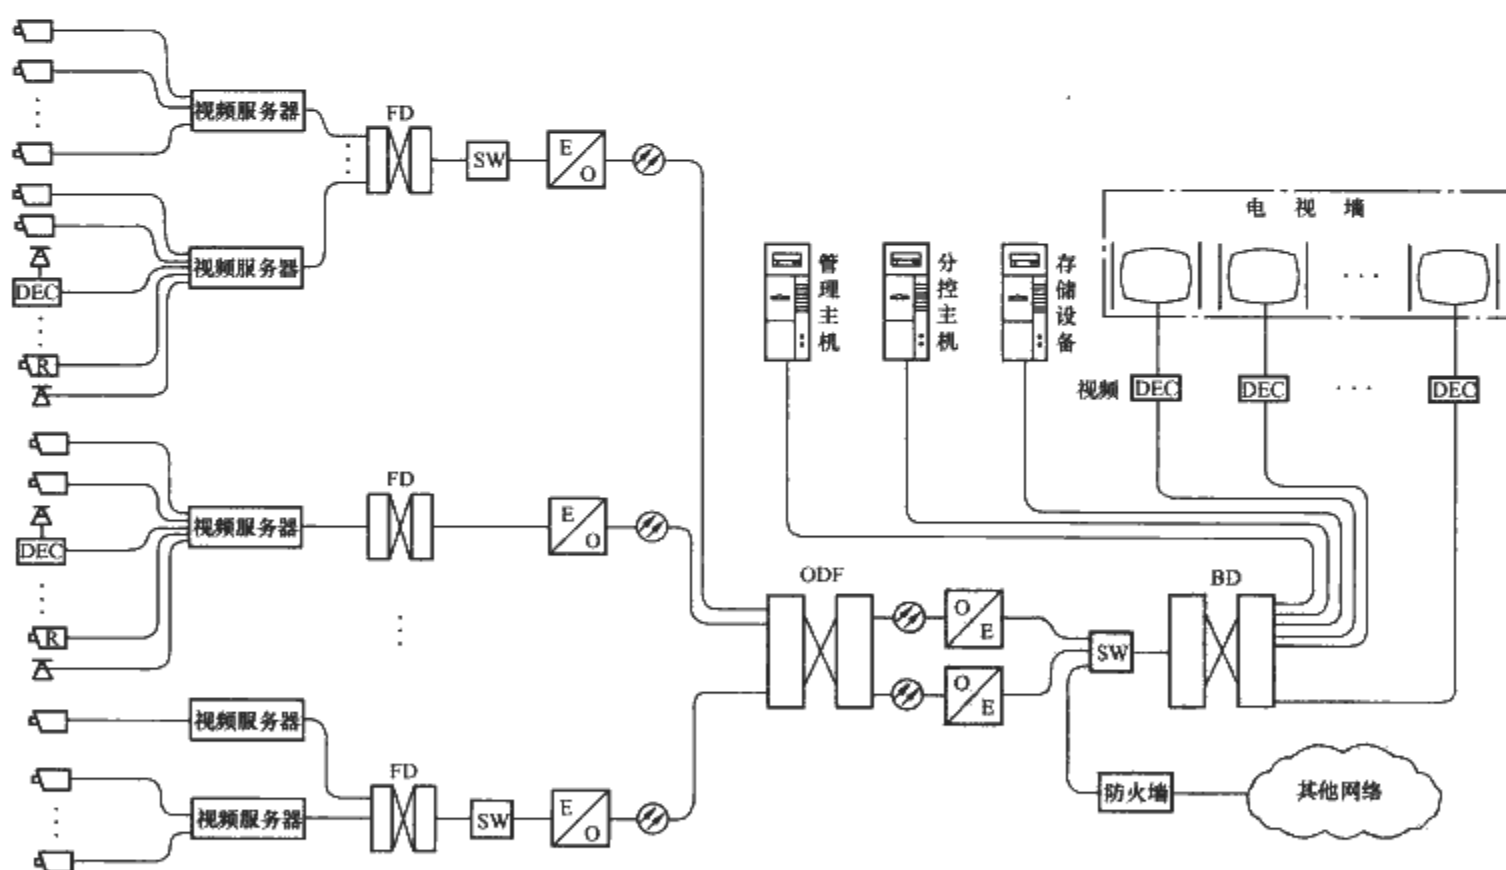 视频服务器
FD
SW
E
O
视频服务器
DEC
R
电视墙
管理主机
分控主机
存储设备
视频
DEC
DEC
DEC
FD
视频服务器
E
O
DEC
R
ODF
BD
O
E
SW
O
E
视频服务器
FD
防火墙
其他网络
视频服务器
SW
E
O